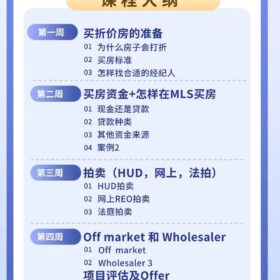 课程大纲
第一周
买折价房的准备
01 为什么房子会打折
02 买房标准
03 怎样找合适的经纪人
第二周
买房资金+怎样在MLS买房
01 现金还是贷款
02 贷款种类
03 其他资金来源
04 案例2
第三周
拍卖（HUD，网上，法拍）
01 HUD拍卖
02 网上REO拍卖
03 法庭拍卖
第四周
Off market 和 Wholesaler
01 Off market
02 Wholesaler 3
项目评估及Offer